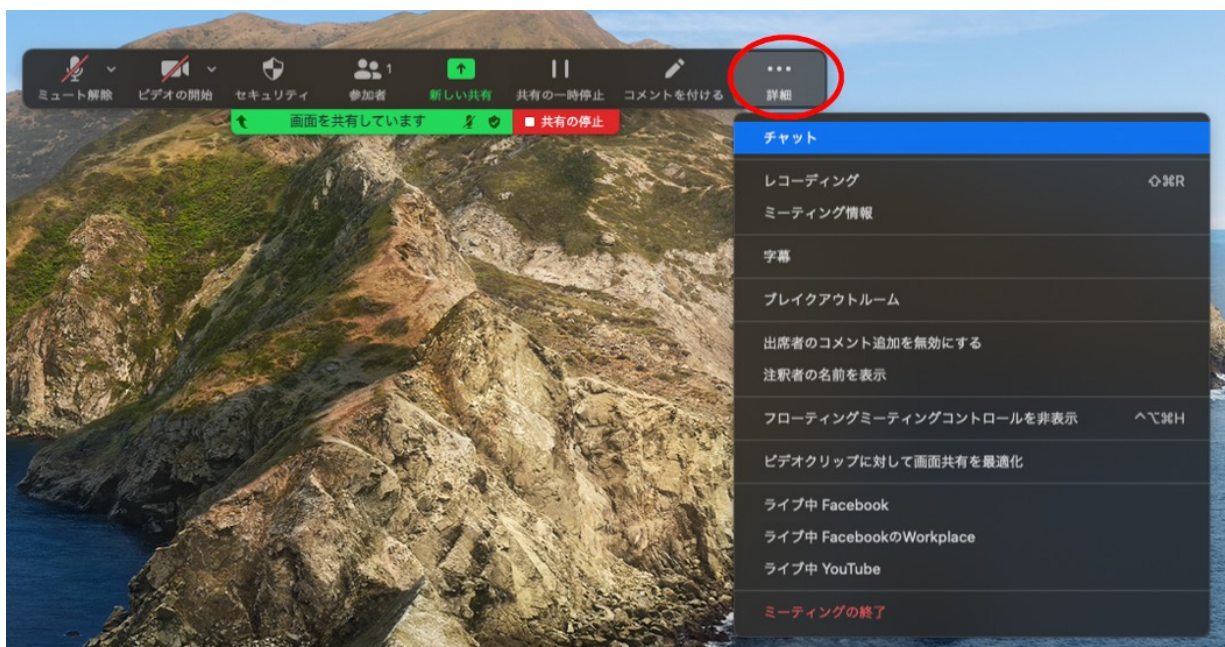 1
ミュート解除 ビデオの開始 セキュリティ 参加者 新しい共有 共有の一時停止 コメントを付ける 詳細
画面を共有しています 共有の停止
チャット
レコーディング ⇧⌘R
ミーティング情報
字幕
ブレイクアウトルーム
出席者のコメント追加を無効にする
注釈者の名前を表示
フローティングミーティングコントロールを非表示 ^⌥⌘H
ビデオクリップに対して画面共有を最適化
ライブ中 Facebook
ライブ中 FacebookのWorkplace
ライブ中 YouTube
ミーティングの終了